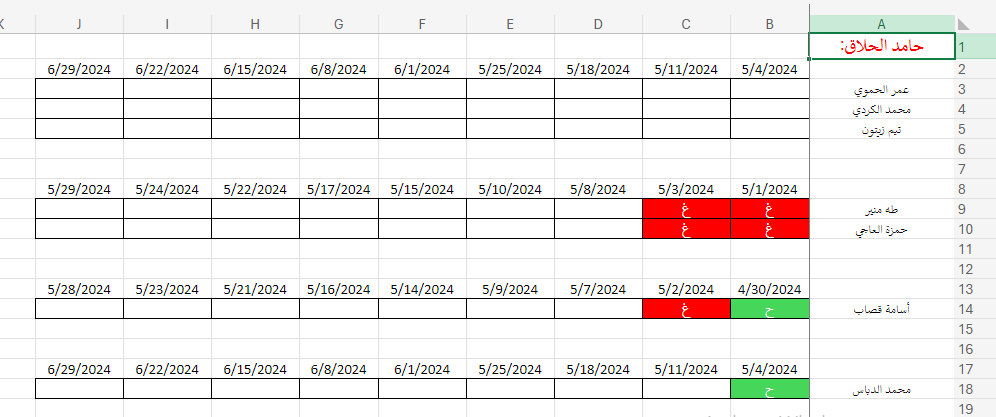 A B C D E F G H I J K
1 حامد الحلاق:
2 5/4/2024 5/11/2024 5/18/2024 5/25/2024 6/1/2024 6/8/2024 6/15/2024 6/22/2024 6/29/2024
3 عمر الحموي
4 محمد الكردي
5 تيم زيتون
6
7
8 5/1/2024 5/3/2024 5/8/2024 5/10/2024 5/15/2024 5/17/2024 5/22/2024 5/24/2024 5/29/2024
9 طه منير غ غ
10 حمزة العاجي غ غ
11
12
13 4/30/2024 5/2/2024 5/7/2024 5/9/2024 5/14/2024 5/16/2024 5/21/2024 5/23/2024 5/28/2024
14 أسامة قصاب ح غ
15
16
17 5/4/2024 5/11/2024 5/18/2024 5/25/2024 6/1/2024 6/8/2024 6/15/2024 6/22/2024 6/29/2024
18 محمد الدباس ح
19